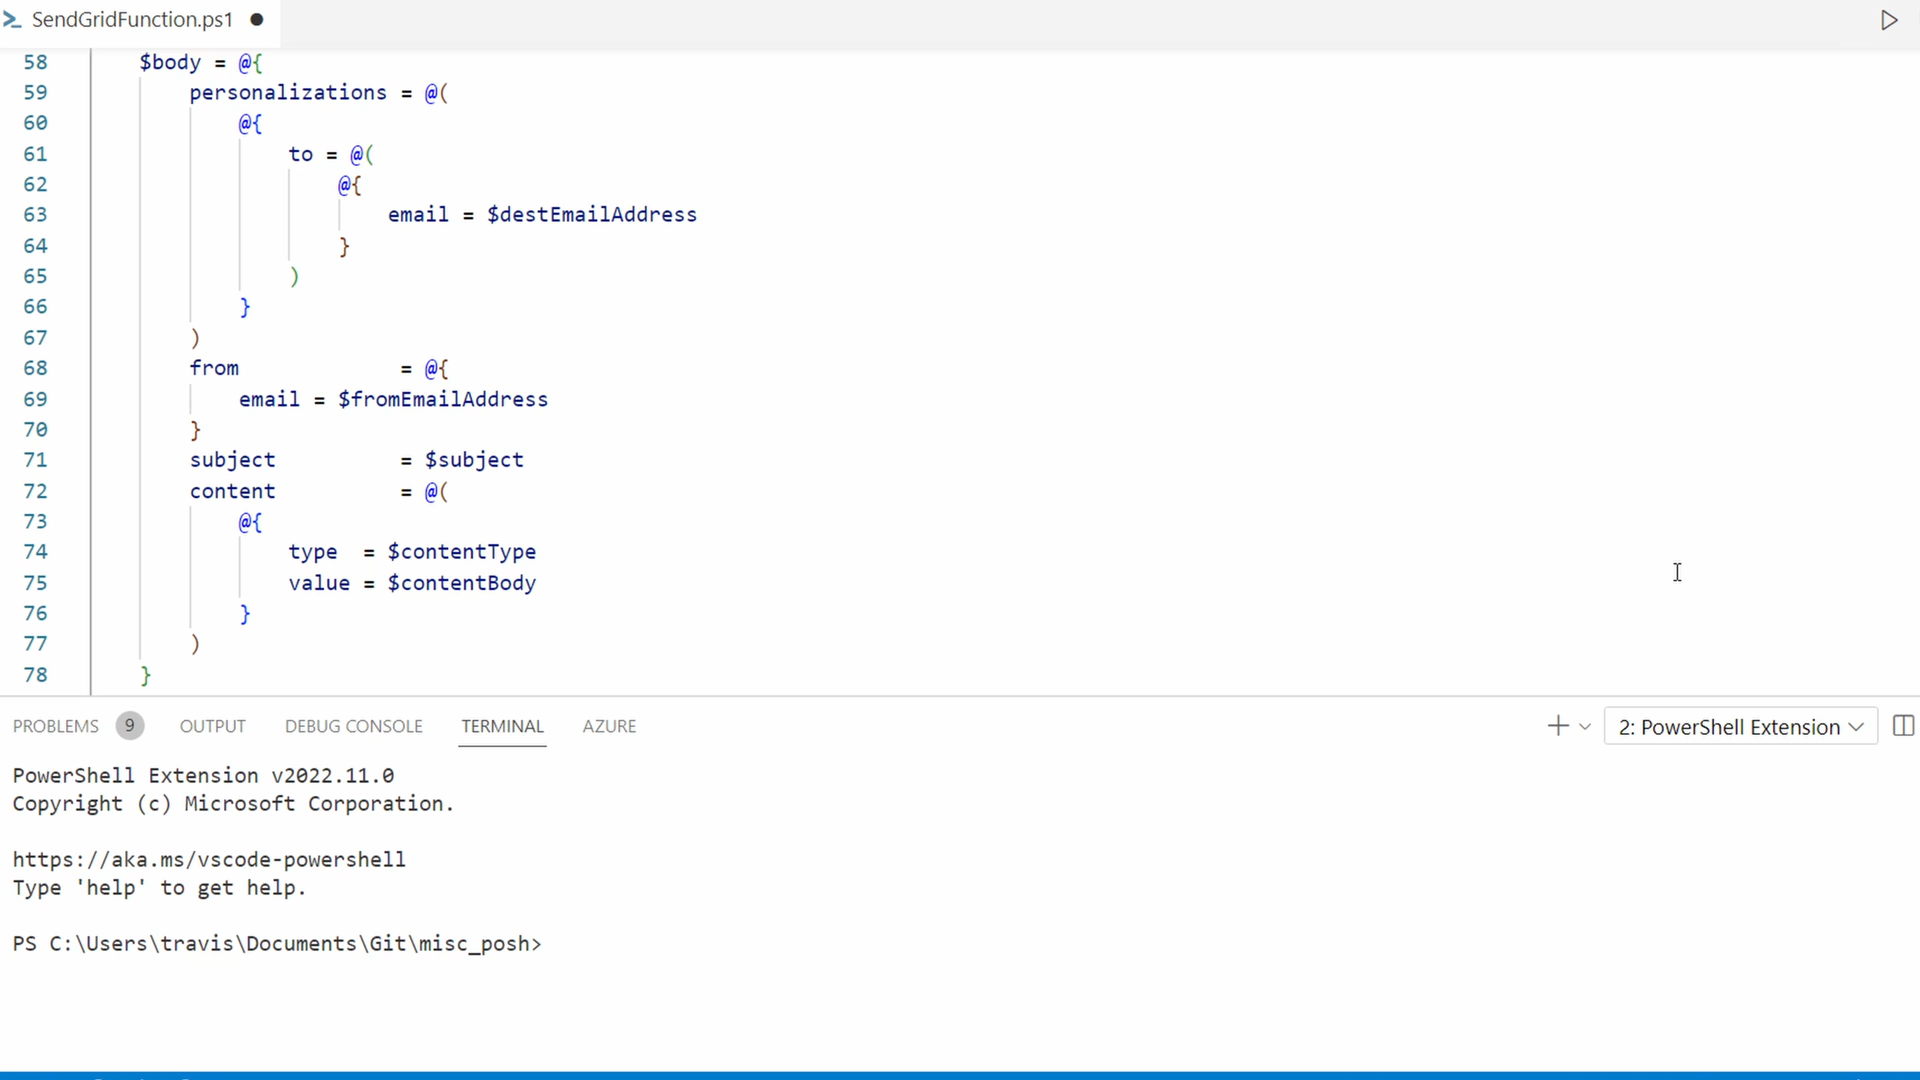 SendGridFunction.ps1
58 $body = @{
59 personalizations = @(
60 @{
61 to = @(
62 @{
63 email = $destEmailAddress
64 }
65 )
66 }
67 )
68 from = @{
69 email = $fromEmailAddress
70 }
71 subject = $subject
72 content = @(
73 @{
74 type = $contentType
75 value = $contentBody
76 }
77 )
78 }
PROBLEMS 9 OUTPUT DEBUG CONSOLE TERMINAL AZURE 2: PowerShell Extension
PowerShell Extension v2022.11.0
Copyright (c) Microsoft Corporation.
https://aka.ms/vscode-powershell
Type 'help' to get help.
PS C:\Users\travis\Documents\Git\misc_posh>